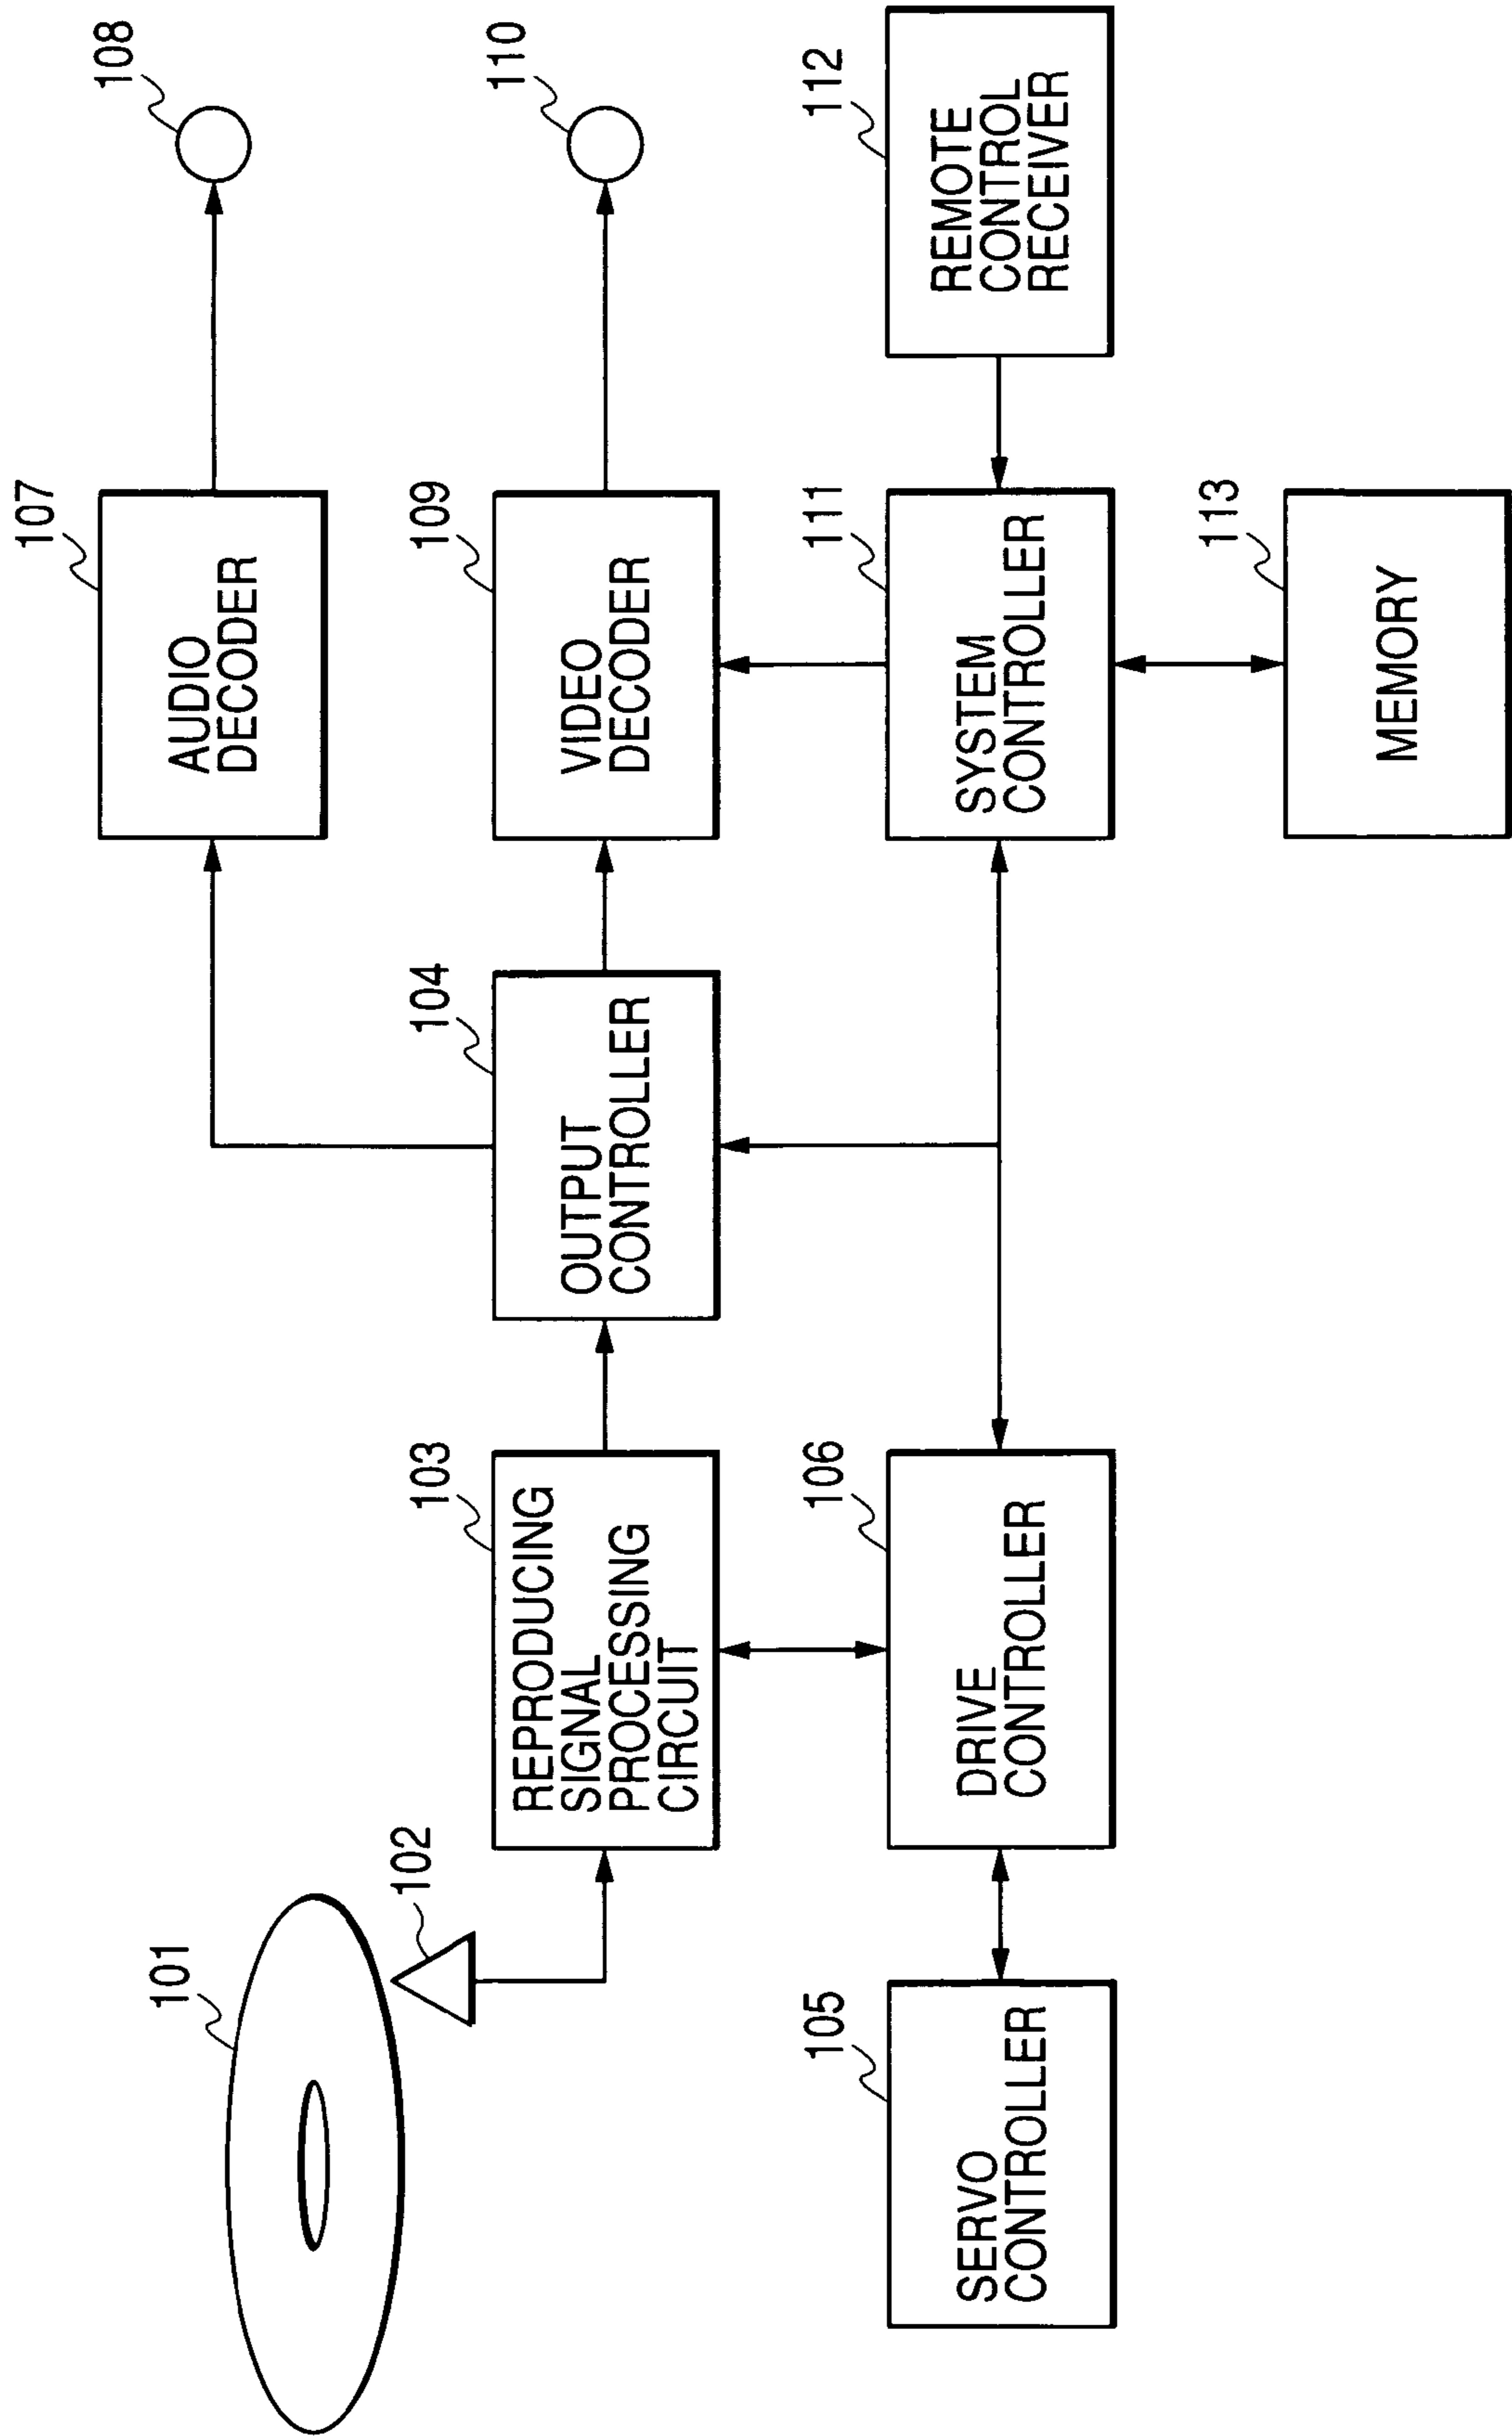 101
102
103
REPRODUCING
SIGNAL
PROCESSING
CIRCUIT
104
OUTPUT
CONTROLLER
107
AUDIO
DECODER
108
109
VIDEO
DECODER
110
105
SERVO
CONTROLLER
106
DRIVE
CONTROLLER
111
SYSTEM
CONTROLLER
112
REMOTE
CONTROL
RECEIVER
113
MEMORY